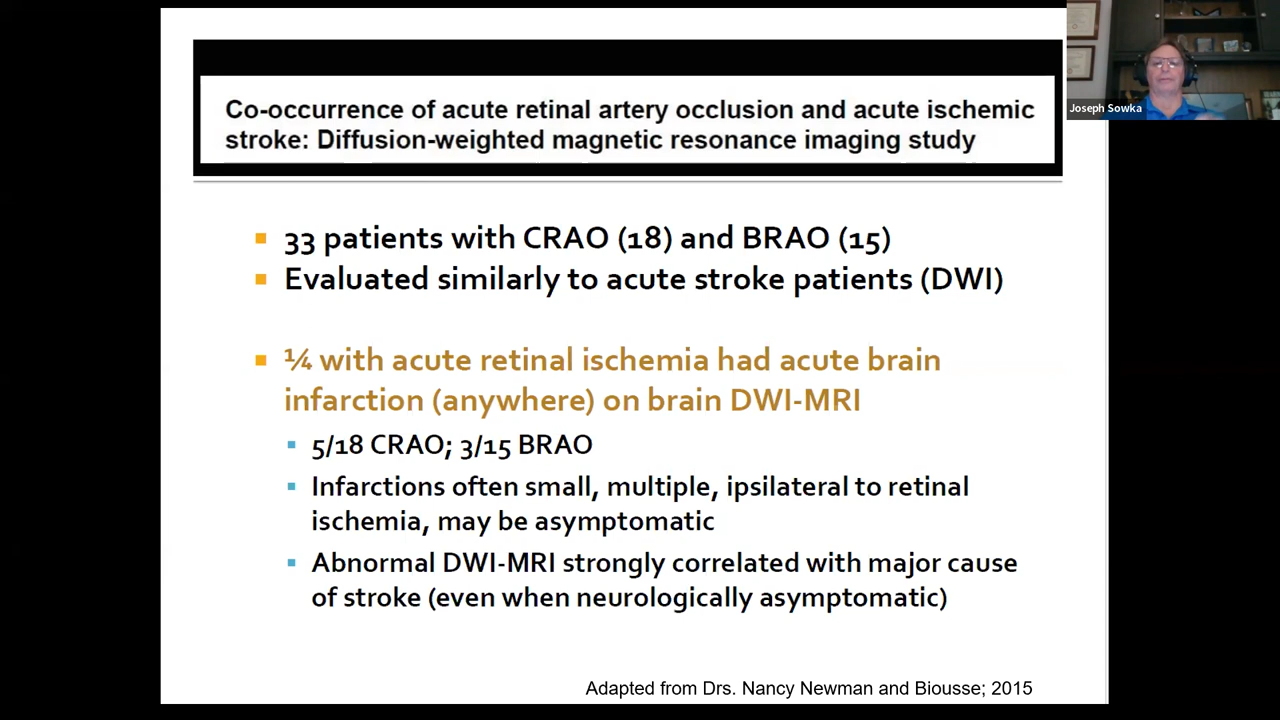 Co-occurrence of acute retinal artery occlusion and acute ischemic
stroke: Diffusion-weighted magnetic resonance imaging study
Joseph Sowka
33 patients with CRAO (18) and BRAO (15)
Evaluated similarly to acute stroke patients (DWI)
¼ with acute retinal ischemia had acute brain
infarction (anywhere) on brain DWI-MRI
5/18 CRAO; 3/15 BRAO
Infarctions often small, multiple, ipsilateral to retinal
ischemia, may be asymptomatic
Abnormal DWI-MRI strongly correlated with major cause
of stroke (even when neurologically asymptomatic)
Adapted from Drs. Nancy Newman and Biousse; 2015